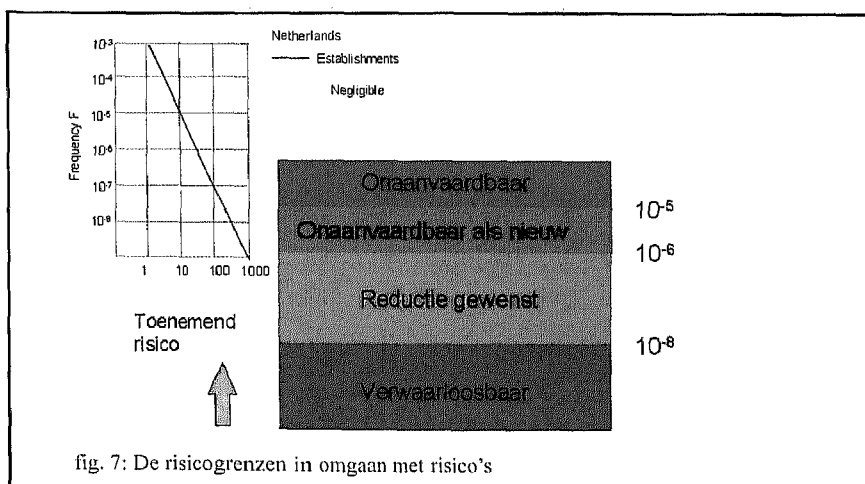 Netherlands
Establishments
Negligible
Frequency F
10-3
10-4
10-5
10-6
10-7
10-8
1 10 100 1000
Onaanvaardbaar
10-5
Onaanvaardbaar als nieuw
10-6
Reductie gewenst
10-8
Verwaarloosbaar
Toenemend
risico
fig. 7: De risicogrenzen in omgaan met risico's